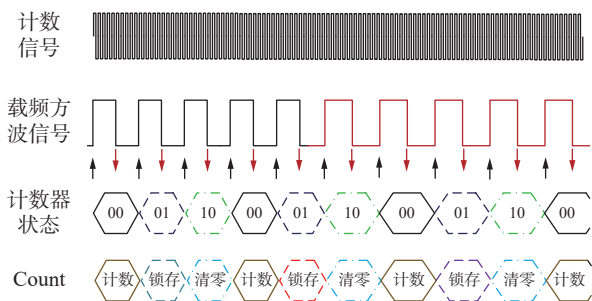 计数
信号
载频方
波信号
计数器
状态
00 01 10 00 01 10 00 01 10 00
Count
计数 锁存 清零 计数 锁存 清零 计数 锁存 清零 计数